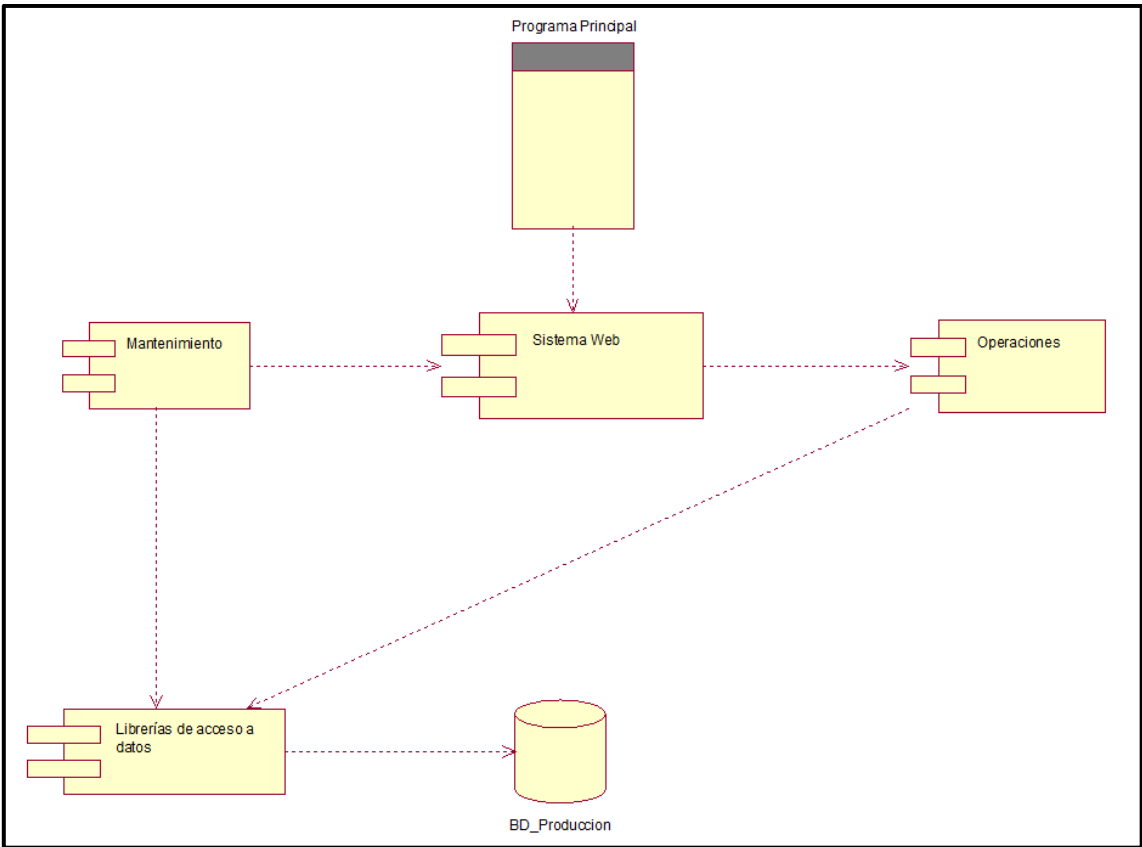 Programa Principal
Mantenimiento
Sistema Web
Operaciones
Librerías de acceso a
datos
BD_Produccion